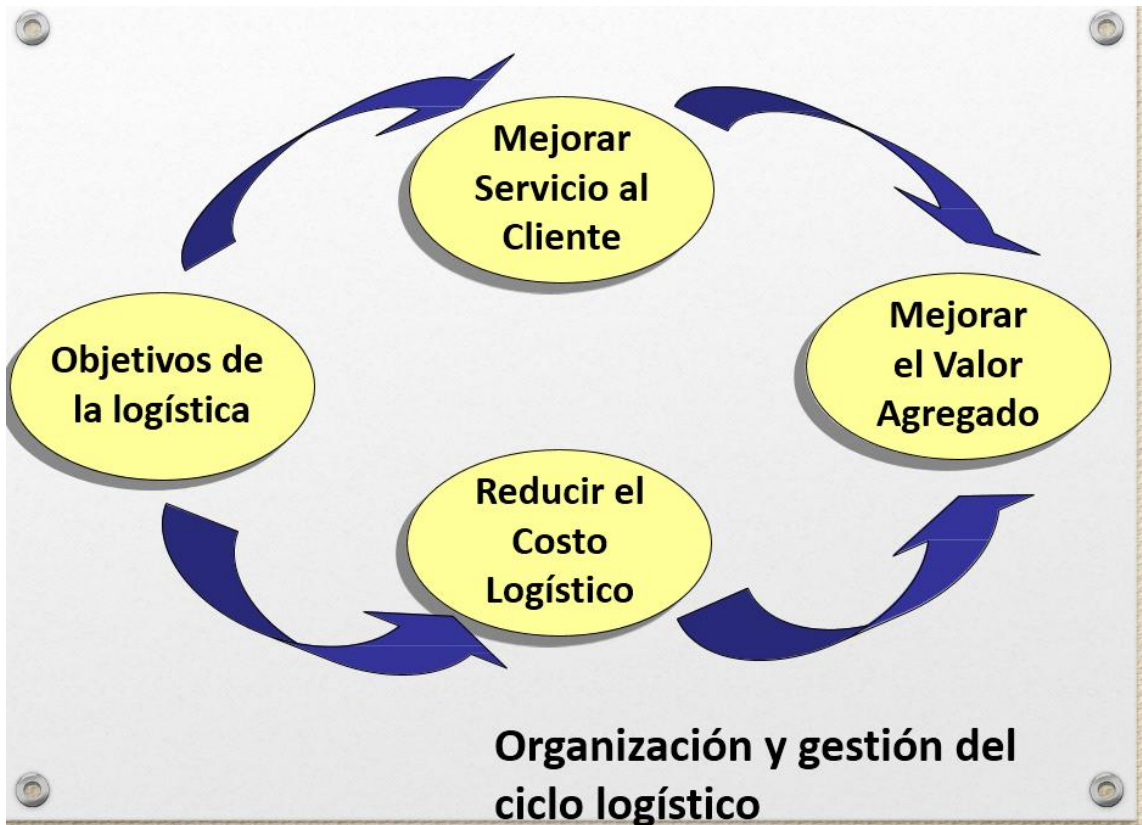 Mejorar
Servicio al
Cliente
Objetivos de
la logística
Mejorar
el Valor
Agregado
Reducir el
Costo
Logístico
Organización y gestión del
ciclo logístico